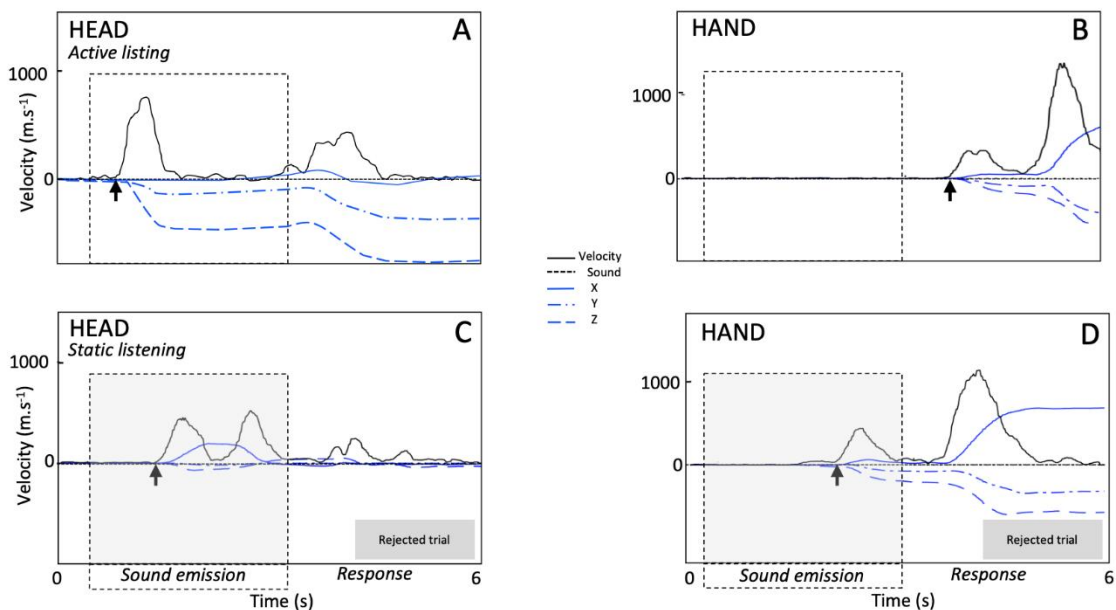 HEAD
Active listing
A
1000
0
Velocity (m.s-1)
HAND
B
1000
0
Velocity
Sound
X
Y
Z
HEAD
Static listening
C
1000
0
Velocity (m.s-1)
Rejected trial
0
Sound emission
Response
6
Time (s)
HAND
D
1000
0
Rejected trial
0
Sound emission
Response
6
Time (s)